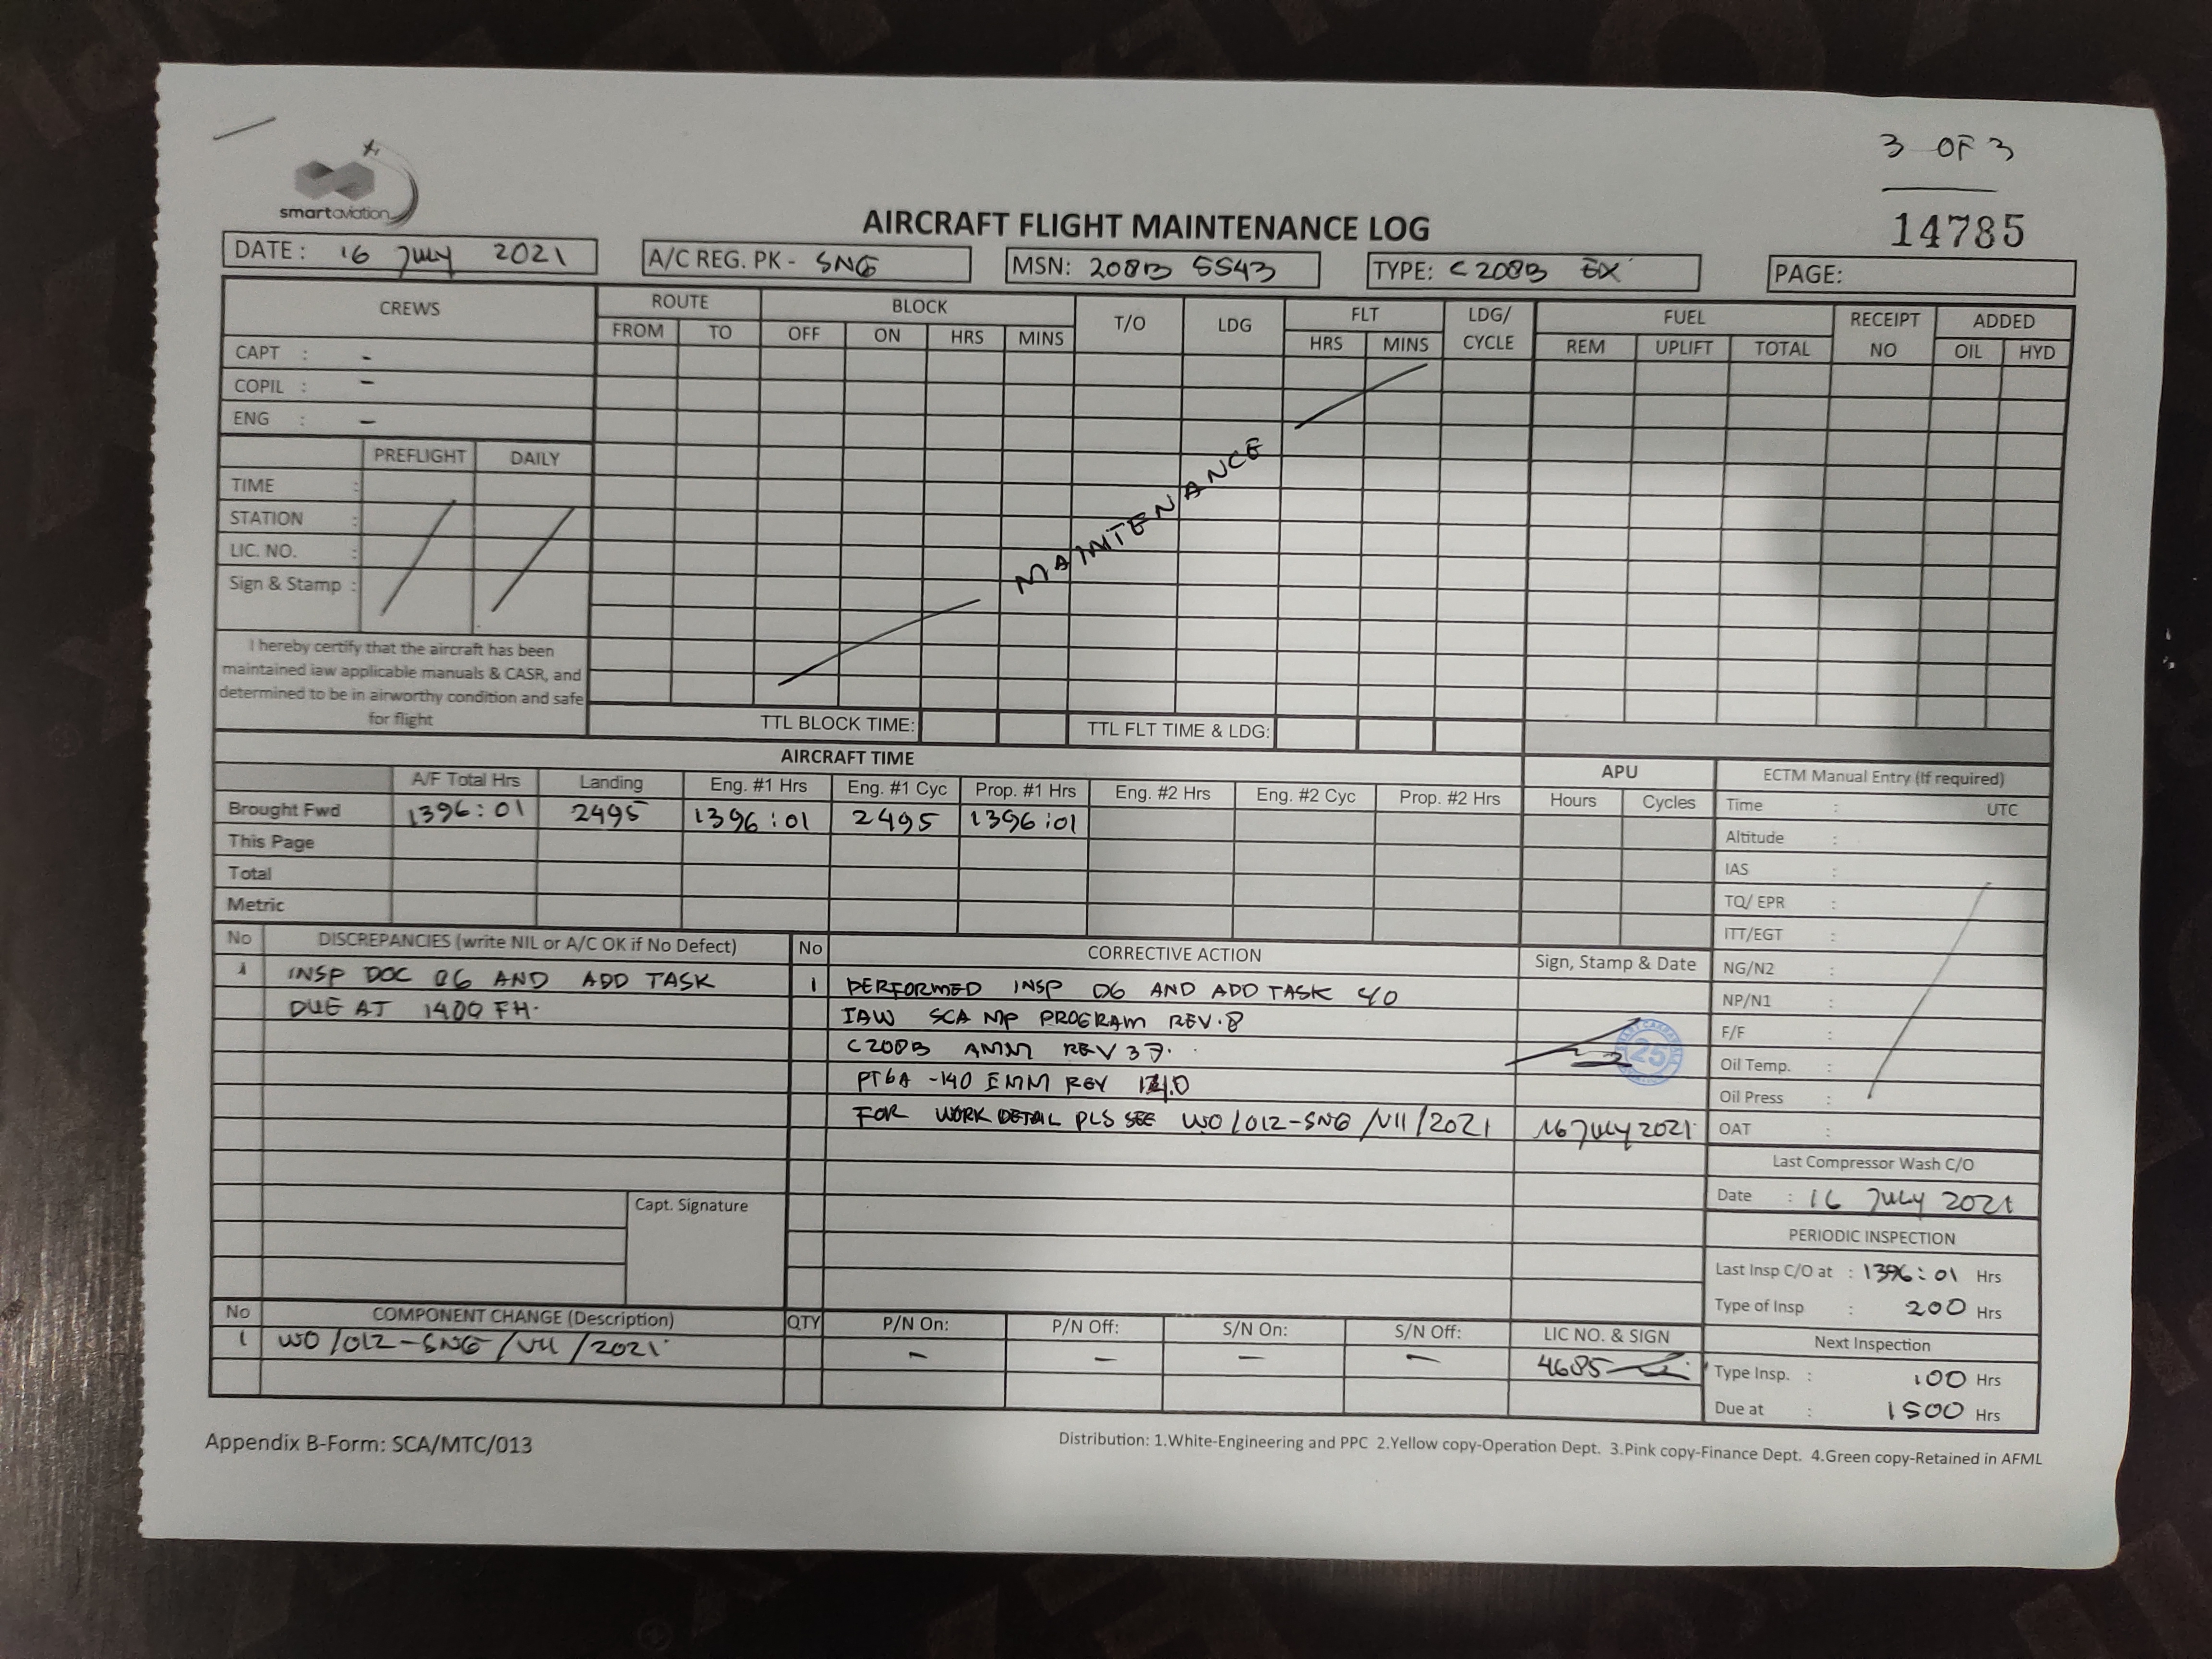 3 OF 3
smartaviation
AIRCRAFT FLIGHT MAINTENANCE LOG
14785
DATE : 16 JULY 2021
A/C REG. PK - SNG
MSN: 208B 5543
TYPE: C208B EX
PAGE:
CREWS
ROUTE
BLOCK
T/O
LDG
FLT
LDG/
CYCLE
FUEL
RECEIPT
NO
ADDED
FROM TO OFF ON HRS MINS
HRS MINS
REM UPLIFT TOTAL
OIL HYD
CAPT : -
COPIL : -
ENG : -
PREFLIGHT DAILY
TIME :
STATION :
LIC. NO. :
Sign & Stamp :
MAINTENANCE
I hereby certify that the aircraft has been
maintained iaw applicable manuals & CASR, and
determined to be in airworthy condition and safe
for flight
TTL BLOCK TIME:
TTL FLT TIME & LDG:
AIRCRAFT TIME
A/F Total Hrs Landing Eng. #1 Hrs Eng. #1 Cyc Prop. #1 Hrs Eng. #2 Hrs Eng. #2 Cyc Prop. #2 Hrs
Brought Fwd 1396:01 2495 1396:01 2495 1396:01
This Page
Total
Metric
APU
Hours Cycles
ECTM Manual Entry (If required)
Time : UTC
Altitude :
IAS :
TQ/ EPR :
ITT/EGT :
NG/N2 :
NP/N1 :
F/F :
Oil Temp. :
Oil Press :
OAT :
No DISCREPANCIES (write NIL or A/C OK if No Defect)
1 INSP DOC 06 AND ADD TASK
DUE AT 1400 FH.
Capt. Signature
No CORRECTIVE ACTION
Sign, Stamp & Date
1 PERFORMED INSP 06 AND ADD TASK C/O
IAW SCA MP PROGRAM REV.8
C208B AMM REV 37.
PT6A -140 EMM REV
FOR WORK DETAIL PLS SEE WO/012-SNG/VII/2021
25
16 JULY 2021
Last Compressor Wash C/O
Date : 16 JULY 2021
PERIODIC INSPECTION
Last Insp C/O at : 1396:01 Hrs
Type of Insp : 200 Hrs
Next Inspection
Type Insp. : 100 Hrs
Due at : 1500 Hrs
No COMPONENT CHANGE (Description) QTY P/N On: P/N Off: S/N On: S/N Off: LIC NO. & SIGN
1 WO/012-SNG/VII/2021 - - - - 4685
Appendix B-Form: SCA/MTC/013
Distribution: 1.White-Engineering and PPC 2.Yellow copy-Operation Dept. 3.Pink copy-Finance Dept. 4.Green copy-Retained in AFML